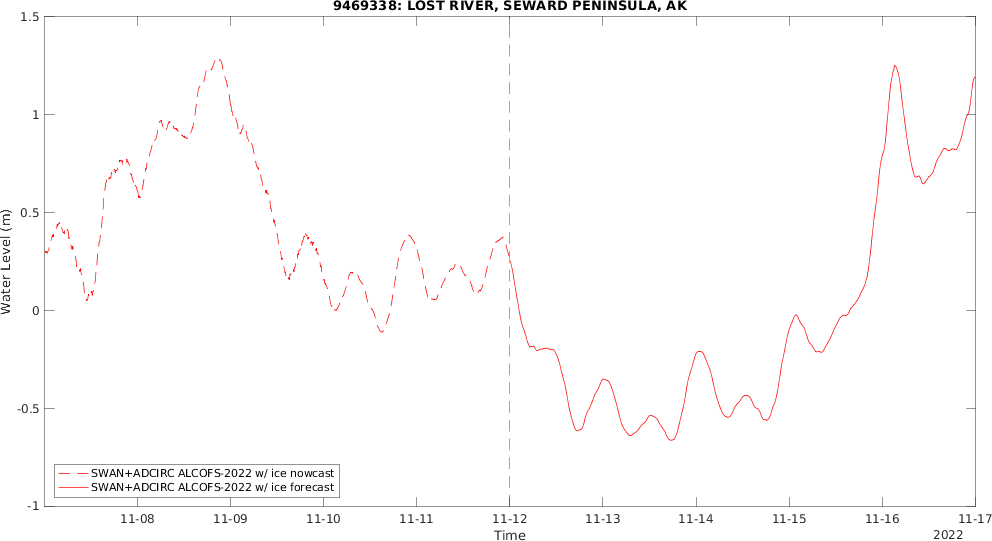 9469338: LOST RIVER, SEWARD PENINSULA, AK
1.5
1
0.5
0
-0.5
-1
Water Level (m)
SWAN+ADCIRC ALCOFS-2022 w/ ice nowcast
SWAN+ADCIRC ALCOFS-2022 w/ ice forecast
11-08 11-09 11-10 11-11 11-12 11-13 11-14 11-15 11-16 11-17
Time
2022